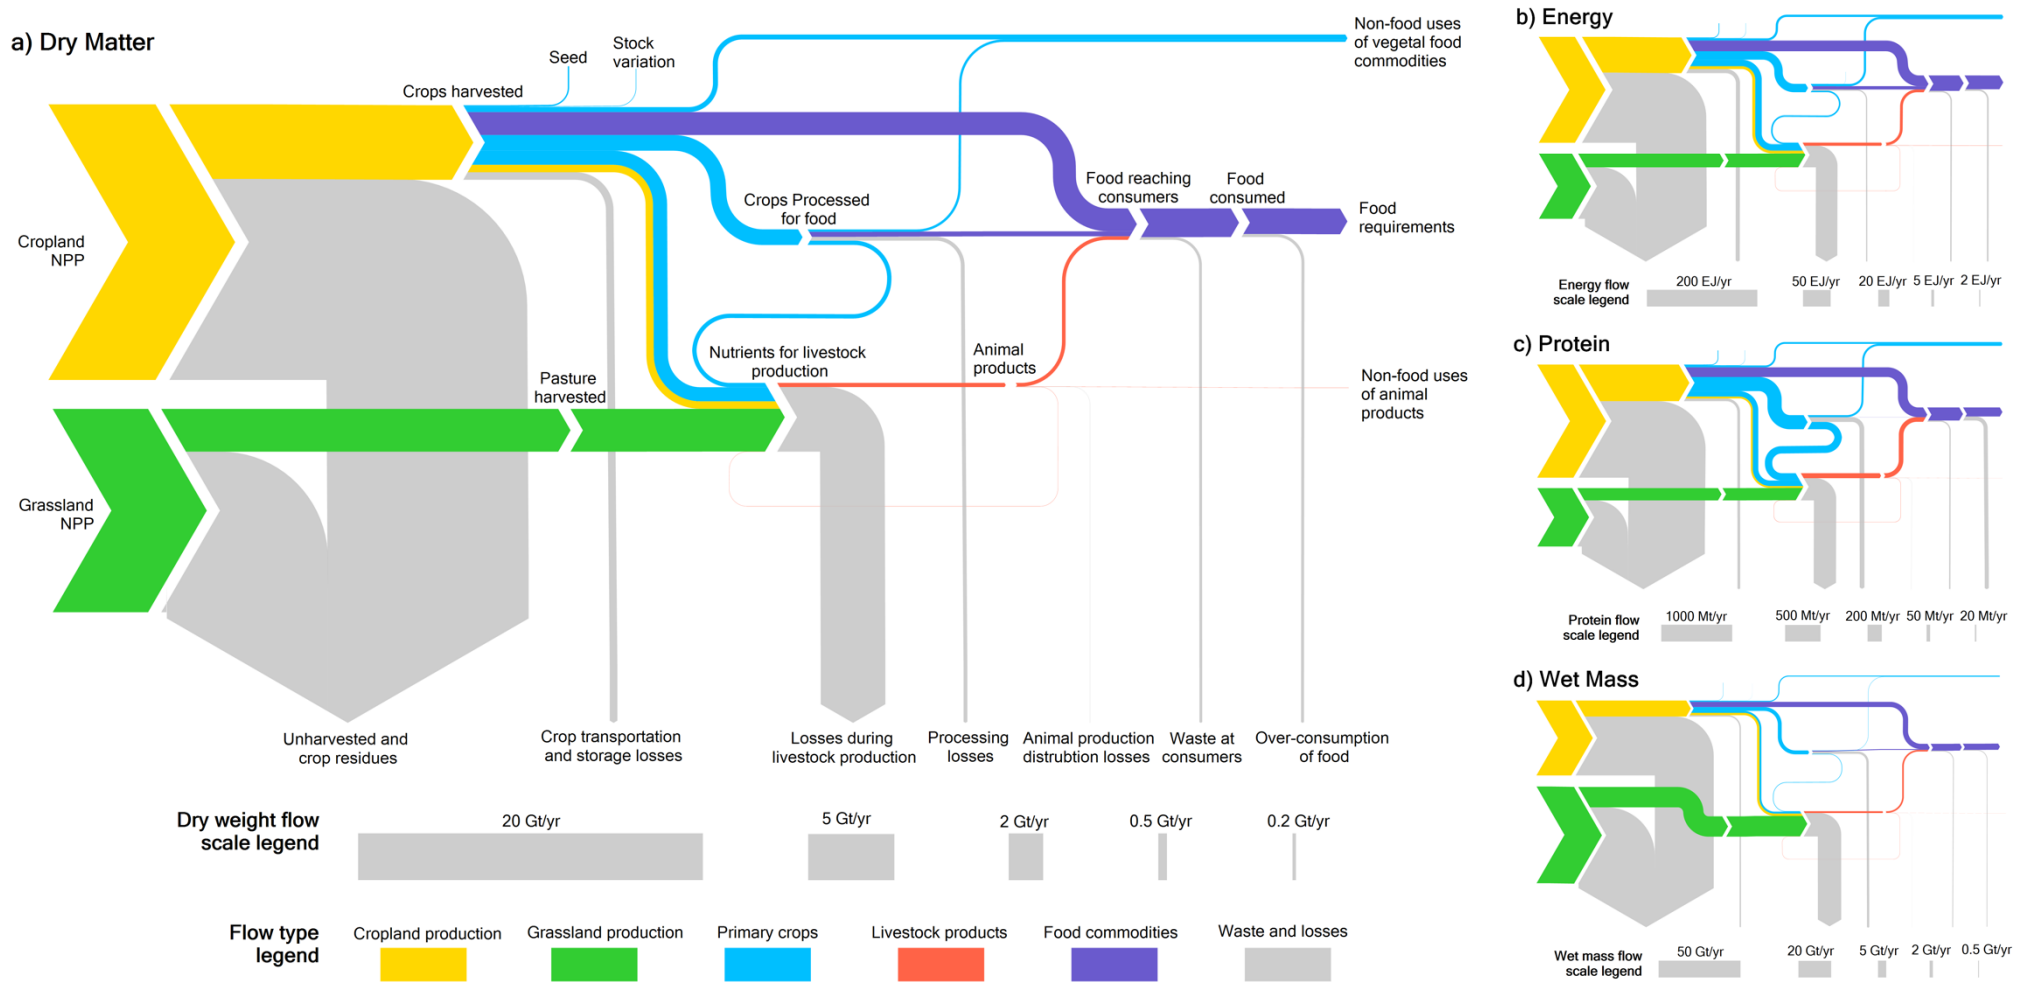 a) Dry Matter
Seed
Stock
variation
Crops harvested
Non-food uses
of vegetal food
commodities
Cropland
NPP
Crops Processed
for food
Food reaching
consumers
Food
consumed
Food
requirements
Nutrients for livestock
production
Animal
products
Pasture
harvested
Non-food uses
of animal
products
Grassland
NPP
Unharvested and
crop residues
Crop transportation
and storage losses
Losses during
livestock production
Processing
losses
Animal production
distrubtion losses
Waste at
consumers
Over-consumption
of food
Dry weight flow
scale legend
20 Gt/yr
5 Gt/yr
2 Gt/yr
0.5 Gt/yr
0.2 Gt/yr
Flow type
legend
Cropland production
Grassland production
Primary crops
Livestock products
Food commodities
Waste and losses
b) Energy
Energy flow
scale legend
200 EJ/yr
50 EJ/yr
20 EJ/yr
5 EJ/yr
2 EJ/yr
c) Protein
Protein flow
scale legend
1000 Mt/yr
500 Mt/yr
200 Mt/yr
50 Mt/yr
20 Mt/yr
d) Wet Mass
Wet mass flow
scale legend
50 Gt/yr
20 Gt/yr
5 Gt/yr
2 Gt/yr
0.5 Gt/yr